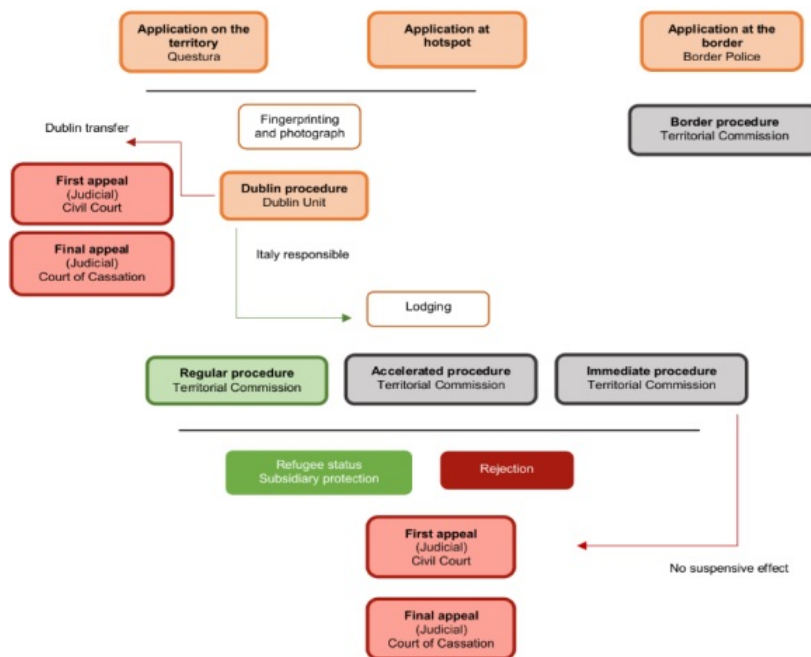 Application on the
territory
Questura
Application at
hotspot
Application at the
border
Border Police
Fingerprinting
and photograph
Border procedure
Territorial Commission
Dublin transfer
First appeal
(Judicial)
Civil Court
Dublin procedure
Dublin Unit
Final appeal
(Judicial)
Court of Cassation
Italy responsible
Lodging
Regular procedure
Territorial Commission
Accelerated procedure
Territorial Commission
Immediate procedure
Territorial Commission
Refugee status
Subsidiary protection
Rejection
First appeal
(Judicial)
Civil Court
No suspensive effect
Final appeal
(Judicial)
Court of Cassation